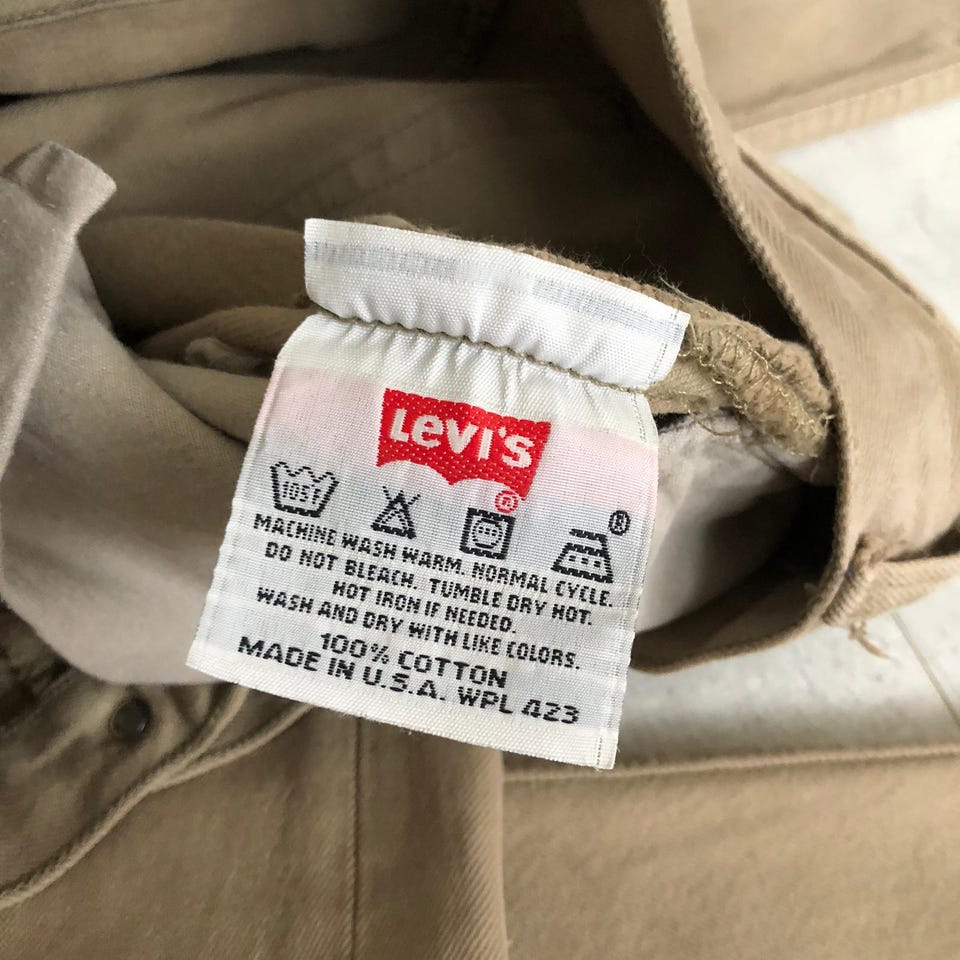 Levi's
®
105F
®
MACHINE WASH WARM. NORMAL CYCLE.
DO NOT BLEACH. TUMBLE DRY HOT.
HOT IRON IF NEEDED.
WASH AND DRY WITH LIKE COLORS.
100% COTTON
MADE IN U.S.A. WPL 423